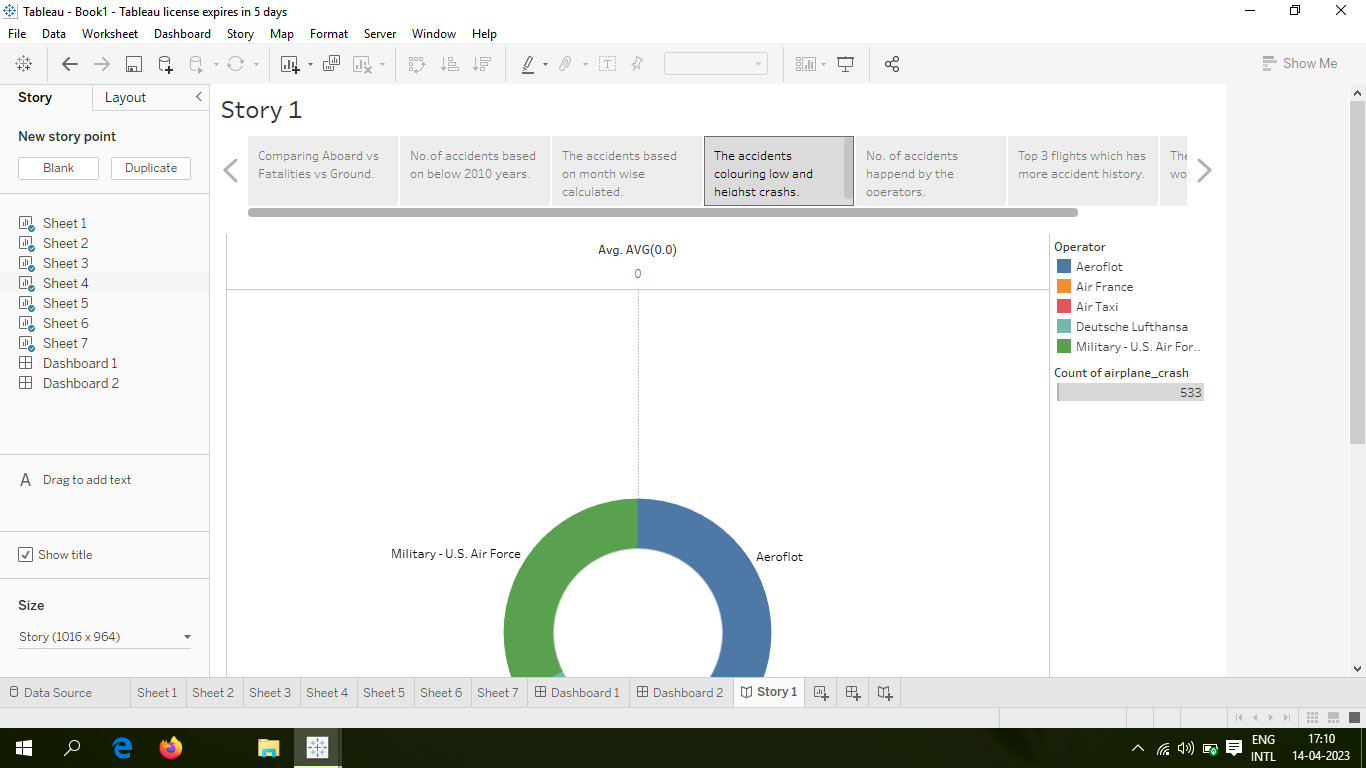 Tableau - Book1 - Tableau license expires in 5 days
File Data Worksheet Dashboard Story Map Format Server Window Help
Show Me
Story Layout
New story point
Blank Duplicate
Sheet 1
Sheet 2
Sheet 3
Sheet 4
Sheet 5
Sheet 6
Sheet 7
Dashboard 1
Dashboard 2
A Drag to add text
Show title
Size
Story (1016 x 964)
Story 1
Comparing Aboard vs
Fatalities vs Ground.
No.of accidents based
on below 2010 years.
The accidents based
on month wise
calculated.
The accidents
colouring low and
heighst crashs.
No. of accidents
happend by the
operators.
Top 3 flights which has
more accident history.
The
wo
Avg. AVG(0.0)
0
Military - U.S. Air Force
Aeroflot
Operator
Aeroflot
Air France
Air Taxi
Deutsche Lufthansa
Military - U.S. Air For..
Count of airplane_crash
533
Data Source Sheet 1 Sheet 2 Sheet 3 Sheet 4 Sheet 5 Sheet 6 Sheet 7 Dashboard 1 Dashboard 2 Story 1
ENG
INTL
17:10
14-04-2023